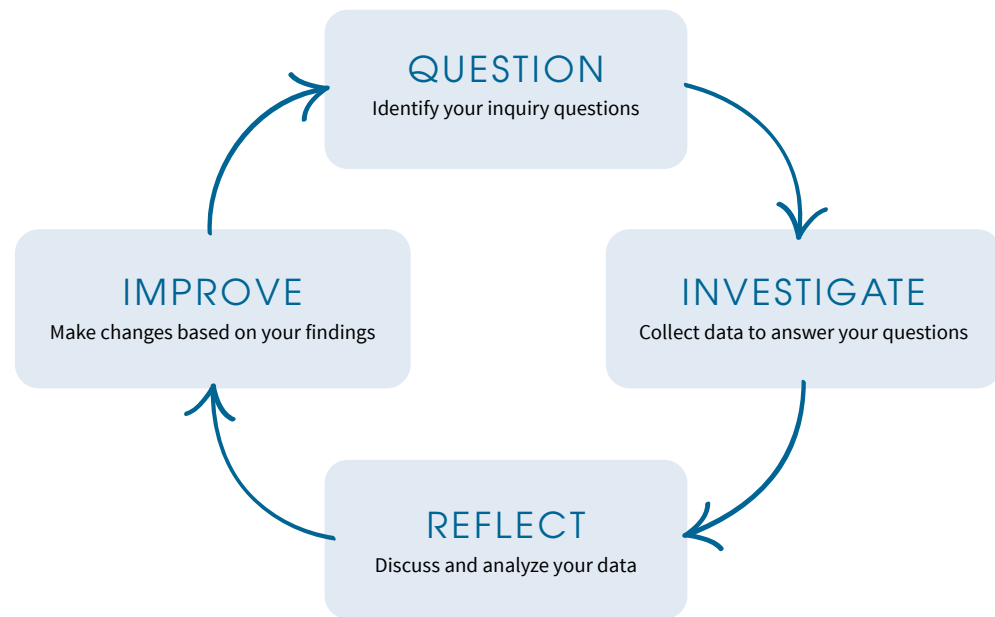 QUESTION
Identify your inquiry questions
IMPROVE
Make changes based on your findings
INVESTIGATE
Collect data to answer your questions
REFLECT
Discuss and analyze your data